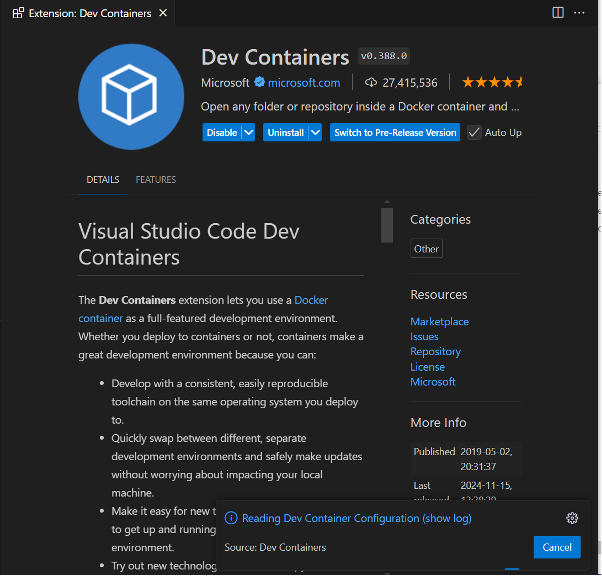 Extension: Dev Containers
Dev Containers v0.388.0
Microsoft microsoft.com 27,415,536
Open any folder or repository inside a Docker container and ...
Disable Uninstall Switch to Pre-Release Version Auto Up
DETAILS FEATURES
Visual Studio Code Dev
Containers
The Dev Containers extension lets you use a Docker
container as a full-featured development environment.
Whether you deploy to containers or not, containers make a
great development environment because you can:
• Develop with a consistent, easily reproducible
toolchain on the same operating system you deploy
to.
• Quickly swap between different, separate
development environments and safely make updates
without worrying about impacting your local
machine.
• Make it easy for new t
to get up and running
environment.
• Try out new technolog
Categories
Other
Resources
Marketplace
Issues
Repository
License
Microsoft
More Info
Published 2019-05-02,
20:31:37
Last 2024-11-15,
Reading Dev Container Configuration (show log)
Source: Dev Containers
Cancel